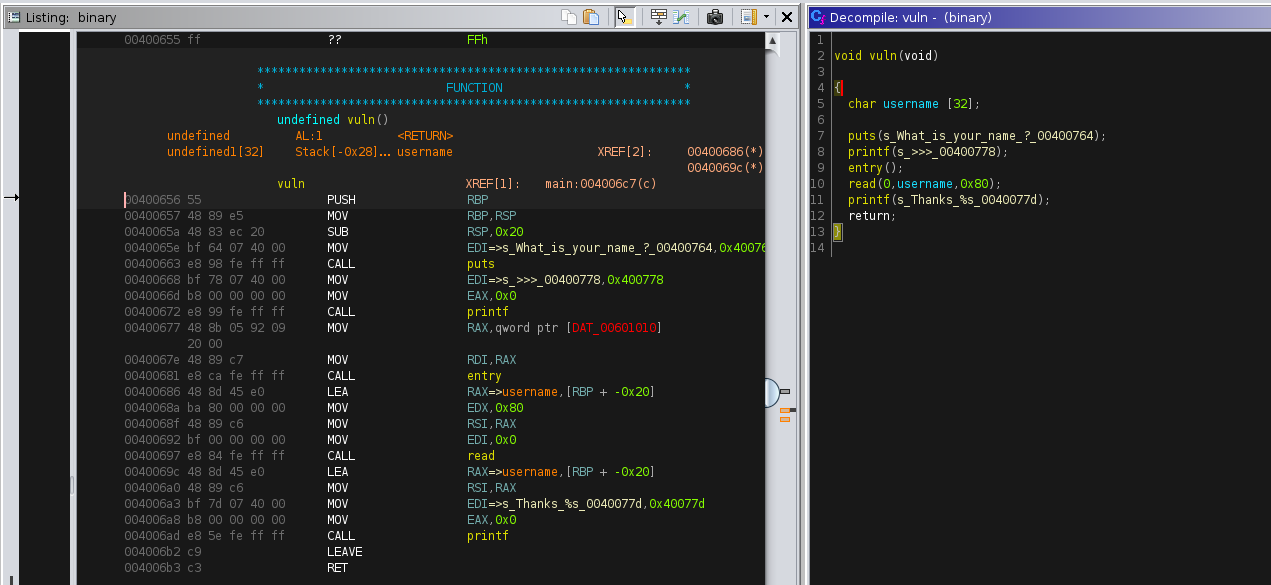 Listing: binary
00400655 ff ?? FFh
**************************************************************
* FUNCTION *
**************************************************************
undefined vuln()
undefined AL:1 <RETURN>
undefined1[32] Stack[-0x28]... username XREF[2]: 00400686(*)
0040069c(*)
vuln XREF[1]: main:004006c7(c)
00400656 55 PUSH RBP
00400657 48 89 e5 MOV RBP,RSP
0040065a 48 83 ec 20 SUB RSP,0x20
0040065e bf 64 07 40 00 MOV EDI=>s_What_is_your_name_?_00400764,0x40076
00400663 e8 98 fe ff ff CALL puts
00400668 bf 78 07 40 00 MOV EDI=>s_>>>_00400778,0x400778
0040066d b8 00 00 00 00 MOV EAX,0x0
00400672 e8 99 fe ff ff CALL printf
00400677 48 8b 05 92 09 MOV RAX,qword ptr [DAT_00601010]
20 00
0040067e 48 89 c7 MOV RDI,RAX
00400681 e8 ca fe ff ff CALL entry
00400686 48 8d 45 e0 LEA RAX=>username,[RBP + -0x20]
0040068a ba 80 00 00 00 MOV EDX,0x80
0040068f 48 89 c6 MOV RSI,RAX
00400692 bf 00 00 00 00 MOV EDI,0x0
00400697 e8 84 fe ff ff CALL read
0040069c 48 8d 45 e0 LEA RAX=>username,[RBP + -0x20]
004006a0 48 89 c6 MOV RSI,RAX
004006a3 bf 7d 07 40 00 MOV EDI=>s_Thanks_%s_0040077d,0x40077d
004006a8 b8 00 00 00 00 MOV EAX,0x0
004006ad e8 5e fe ff ff CALL printf
004006b2 c9 LEAVE
004006b3 c3 RET
Decompile: vuln - (binary)
1
2 void vuln(void)
3
4 {
5 char username [32];
6
7 puts(s_What_is_your_name_?_00400764);
8 printf(s_>>>_00400778);
9 entry();
10 read(0,username,0x80);
11 printf(s_Thanks_%s_0040077d);
12 return;
13 }
14